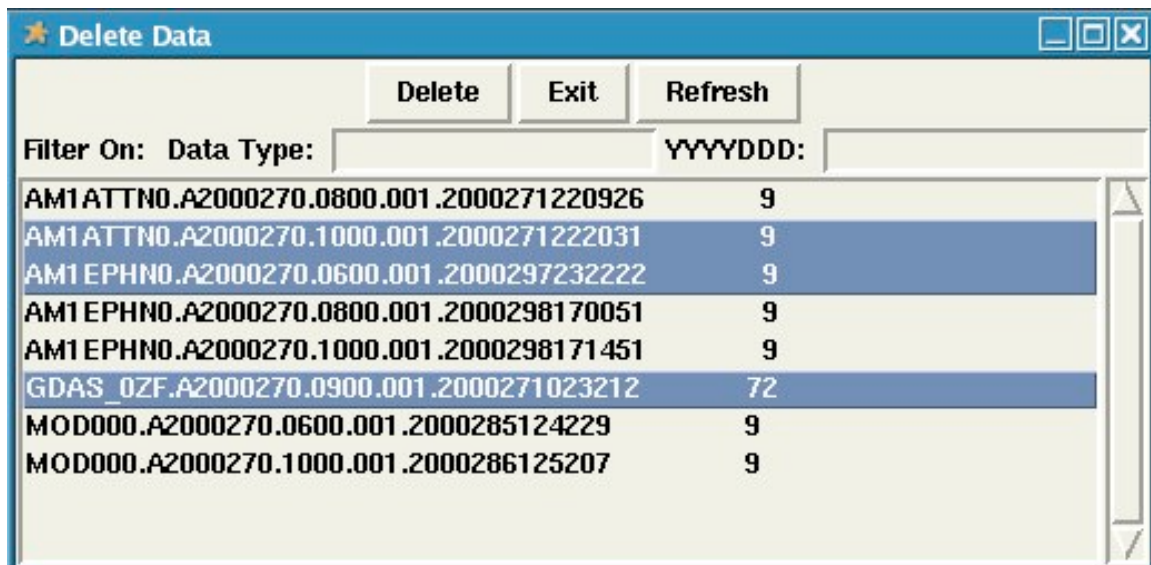 Delete Data
Delete Exit Refresh
Filter On: Data Type: YYYYDDD:
AM1ATTN0.A2000270.0800.001.2000271220926 9
AM1ATTN0.A2000270.1000.001.2000271222031 9
AM1EPHN0.A2000270.0600.001.2000297232222 9
AM1EPHN0.A2000270.0800.001.2000298170051 9
AM1EPHN0.A2000270.1000.001.2000298171451 9
GDAS_0ZF.A2000270.0900.001.2000271023212 72
MOD000.A2000270.0600.001.2000285124229 9
MOD000.A2000270.1000.001.2000286125207 9